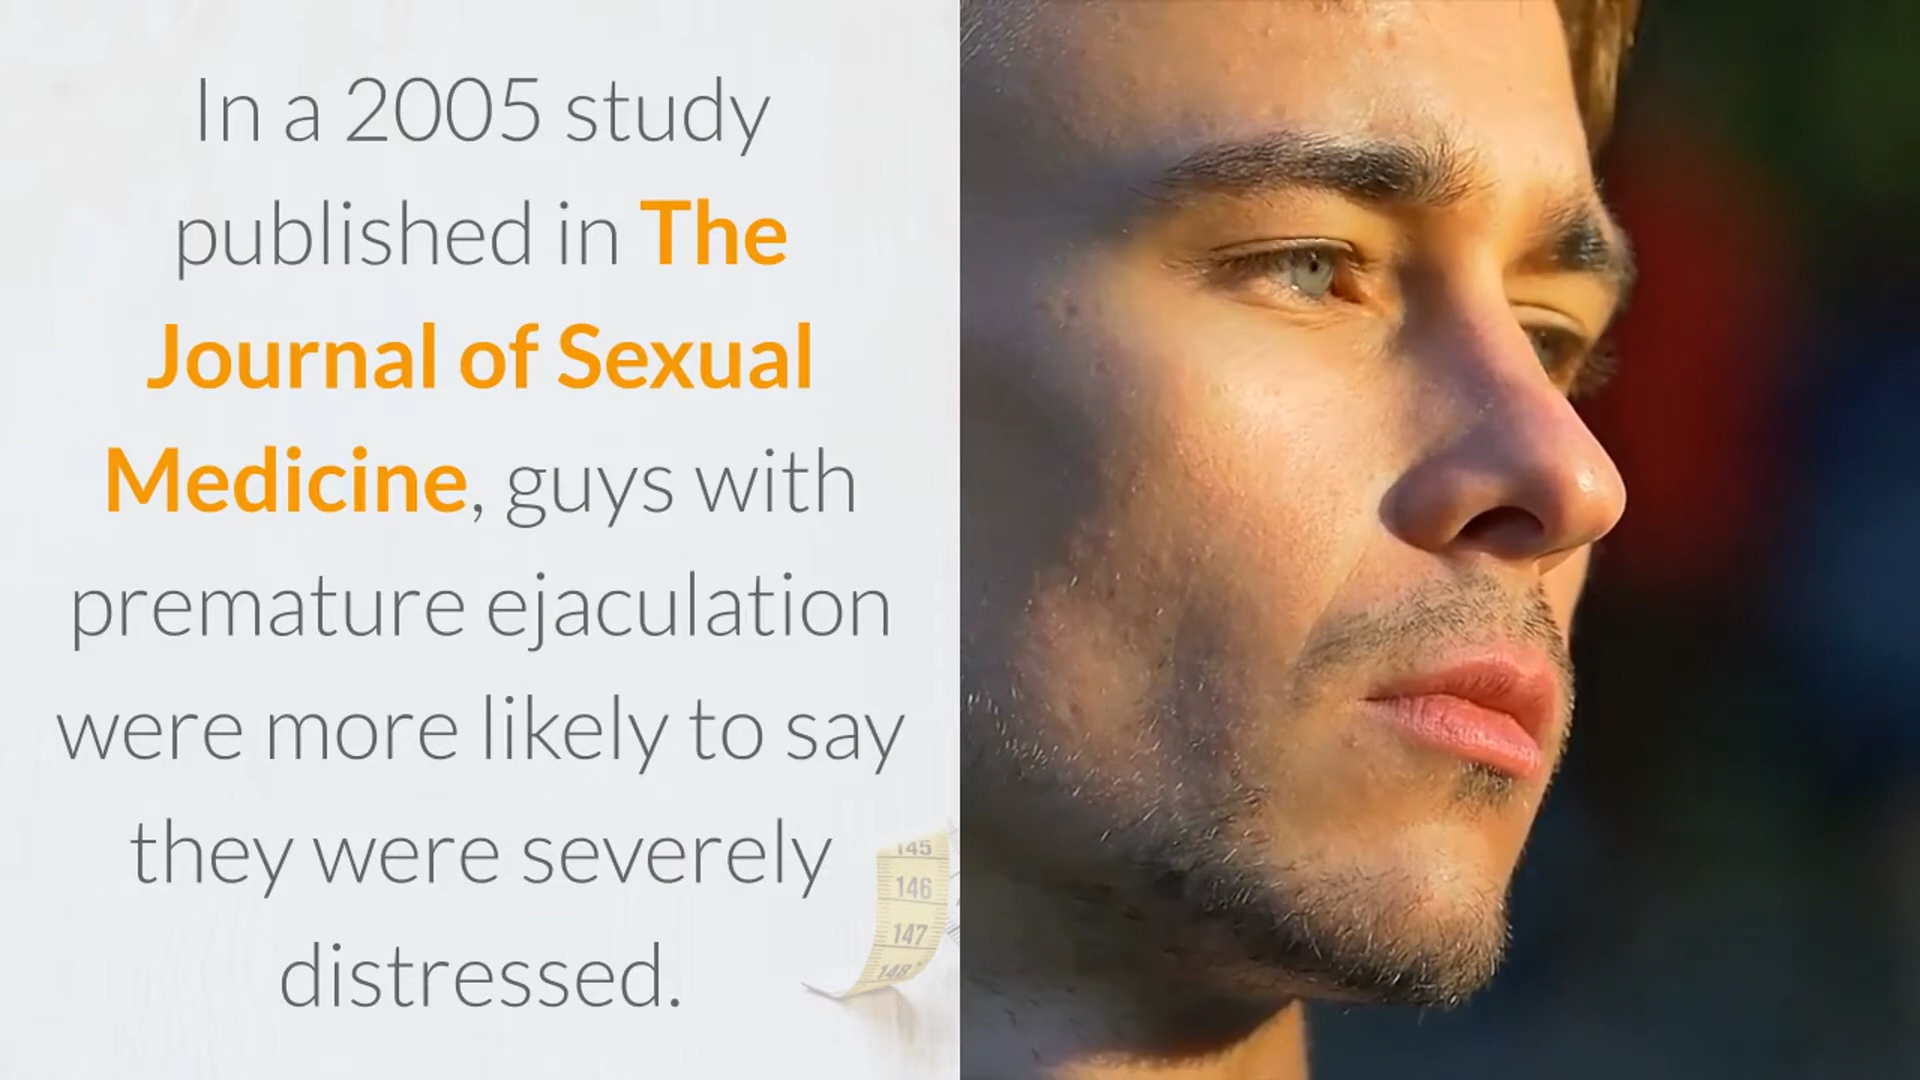 In a 2005 study
published in The
Journal of Sexual
Medicine, guys with
premature ejaculation
were more likely to say
they were severely
distressed.
145
146
147
148